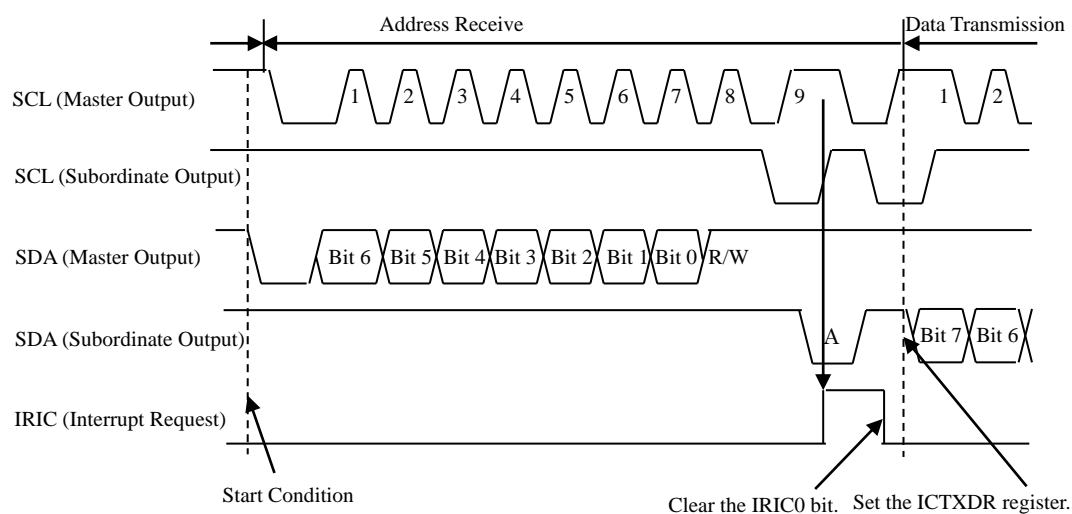 Address Receive Data Transmission
SCL (Master Output) 1 2 3 4 5 6 7 8 9 1 2
SCL (Subordinate Output)
SDA (Master Output) Bit 6 Bit 5 Bit 4 Bit 3 Bit 2 Bit 1 Bit 0 R/W
SDA (Subordinate Output) A Bit 7 Bit 6
IRIC (Interrupt Request)
Start Condition Clear the IRIC0 bit. Set the ICTXDR register.